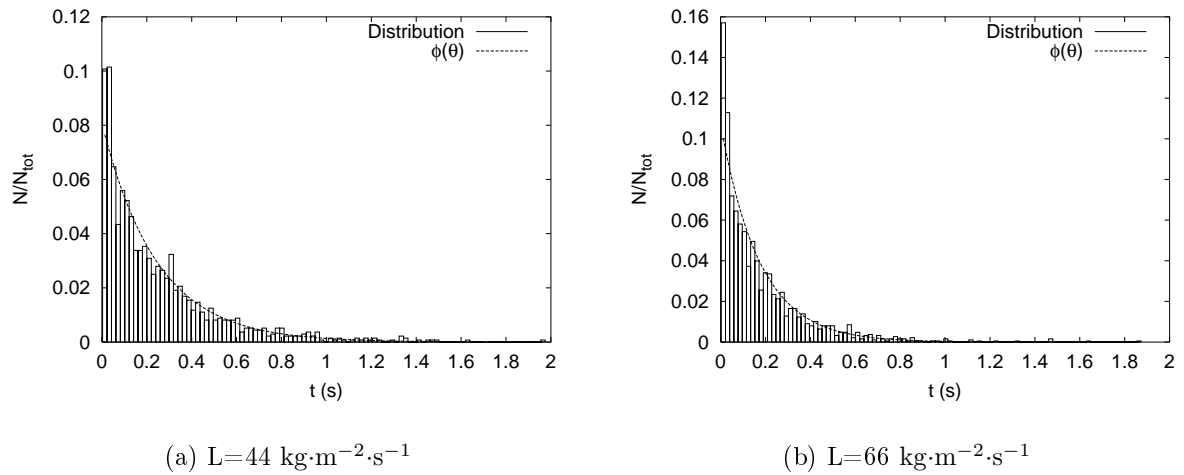 0.12
0.1
0.08
0.06
0.04
0.02
0
N/N_tot
Distribution
ϕ(θ)
0 0.2 0.4 0.6 0.8 1 1.2 1.4 1.6 1.8 2
t (s)
(a) L=44 kg·m⁻²·s⁻¹
0.16
0.14
0.12
0.1
0.08
0.06
0.04
0.02
0
N/N_tot
Distribution
ϕ(θ)
0 0.2 0.4 0.6 0.8 1 1.2 1.4 1.6 1.8 2
t (s)
(b) L=66 kg·m⁻²·s⁻¹